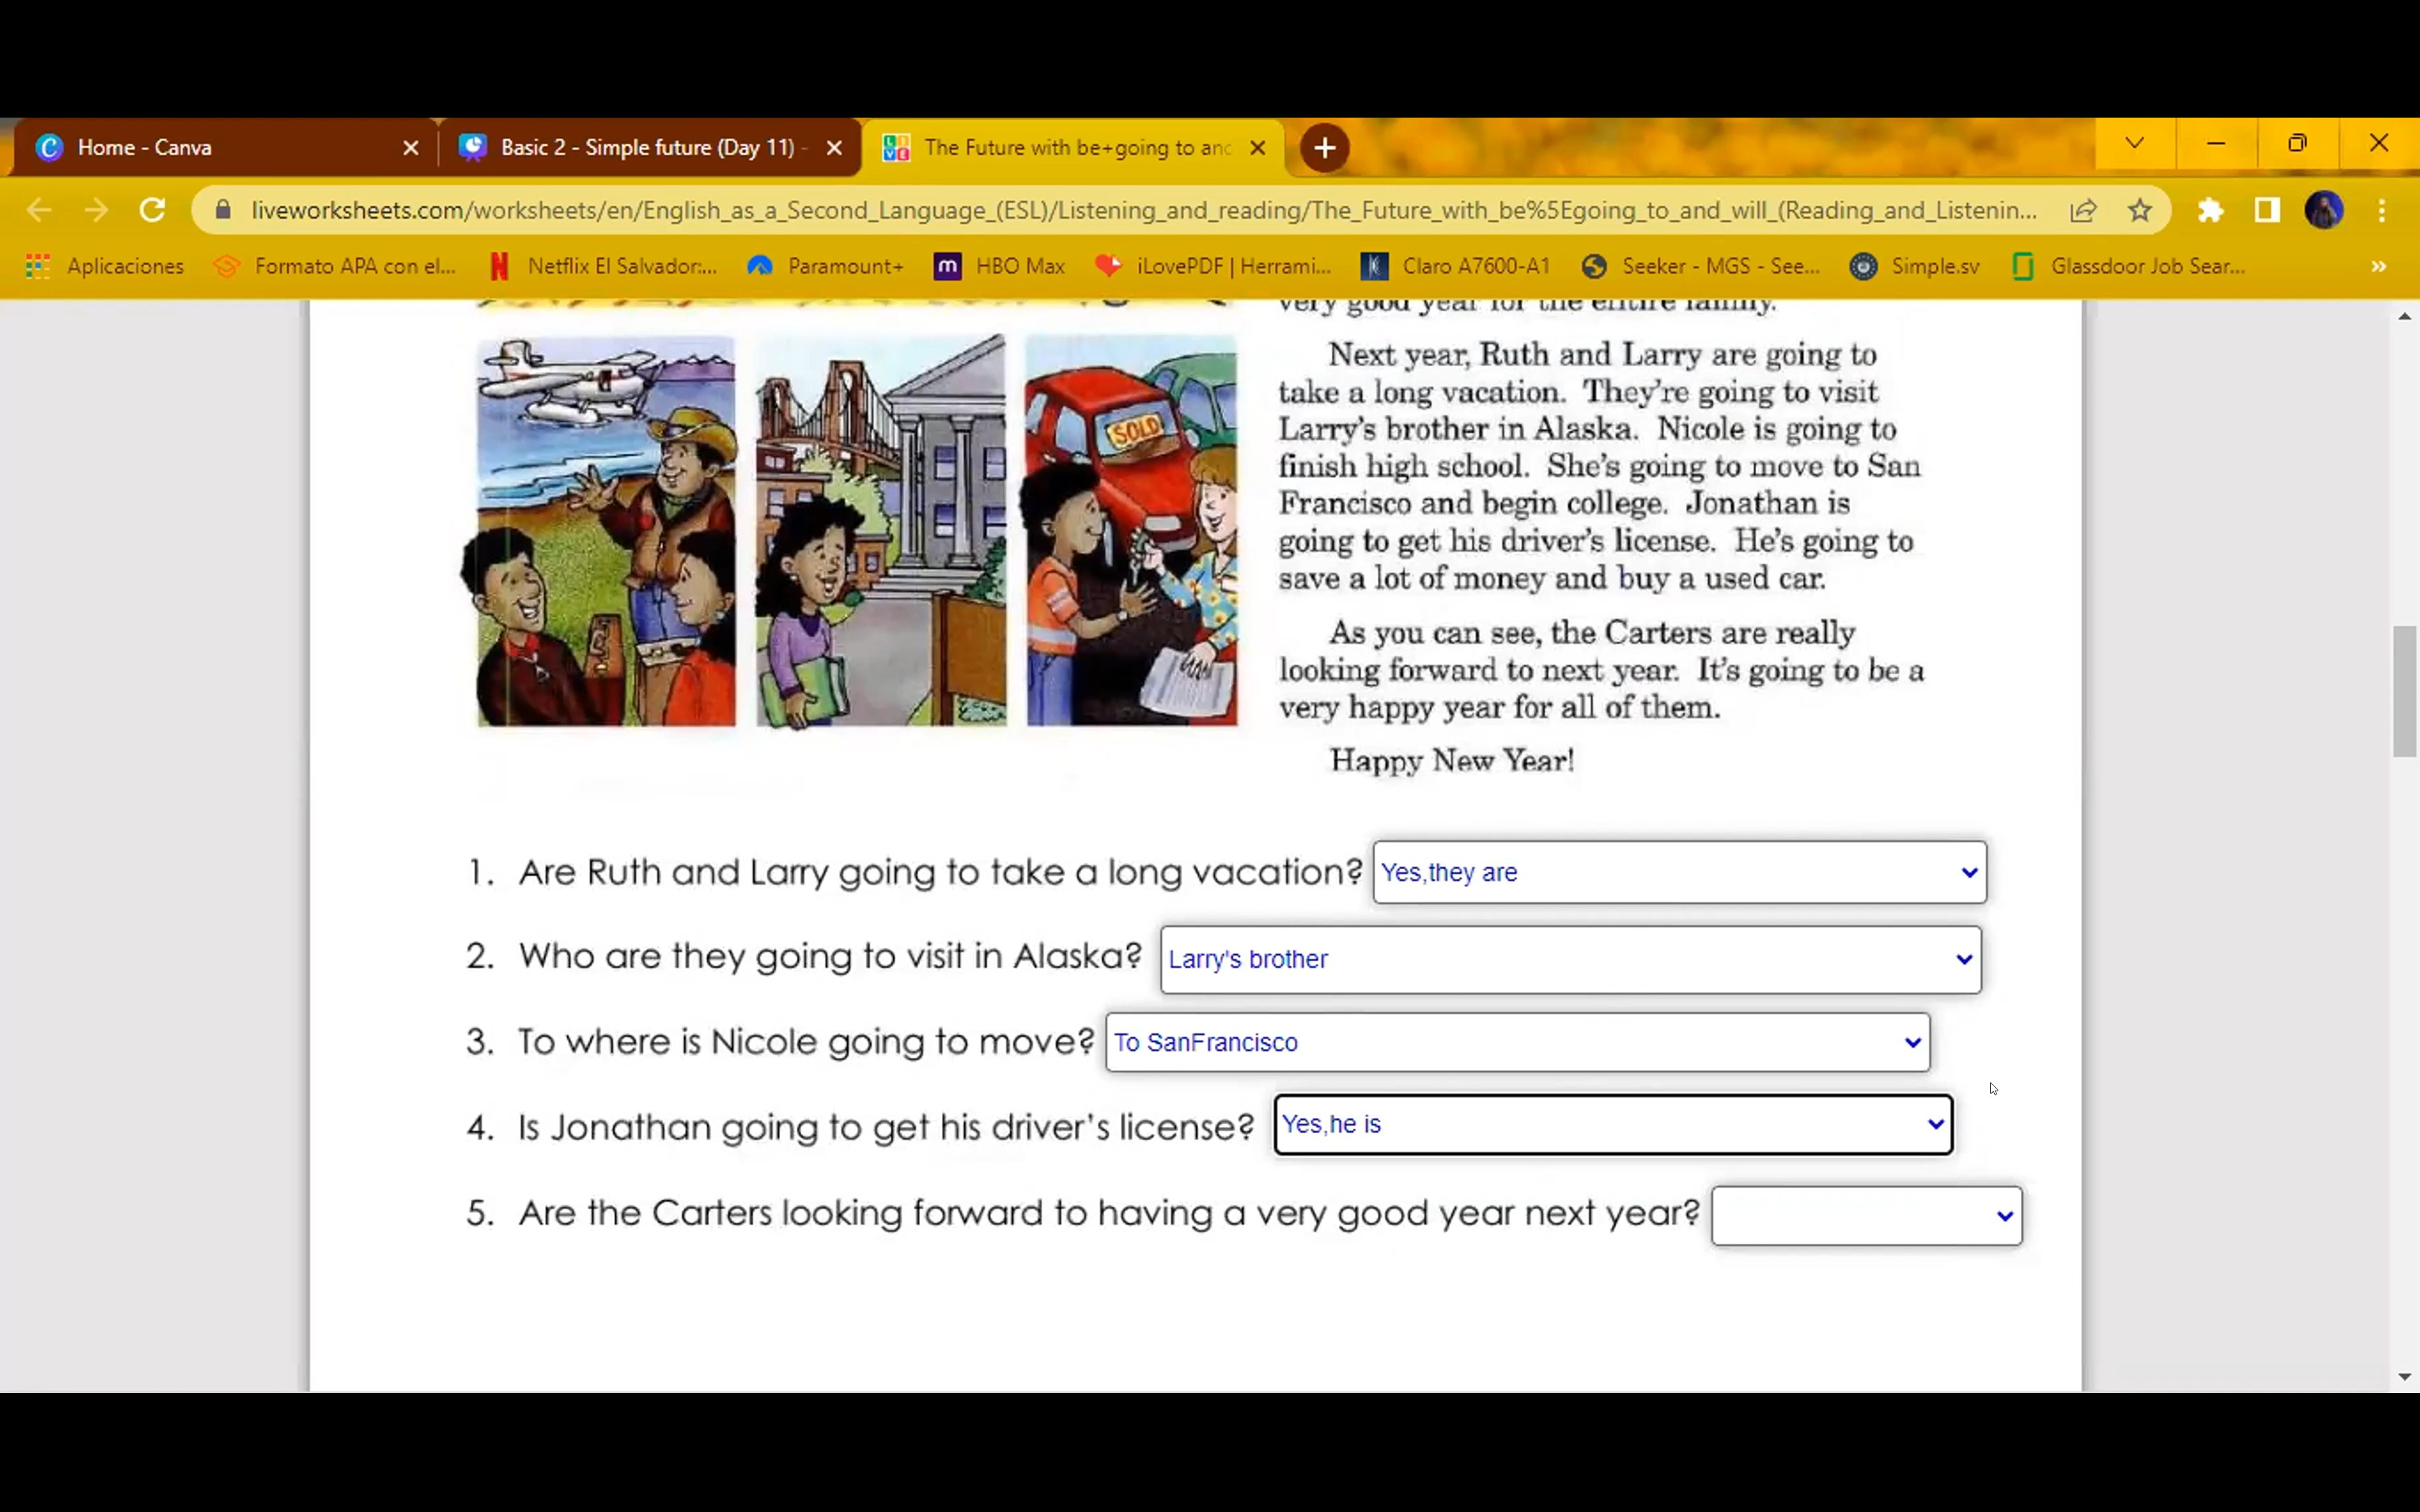 Home - Canva
Basic 2 - Simple future (Day 11) -
The Future with be+going to and
liveworksheets.com/worksheets/en/English_as_a_Second_Language_(ESL)/Listening_and_reading/The_Future_with_be%5Egoing_to_and_will_(Reading_and_Listenin...
Aplicaciones
Formato APA con el...
Netflix El Salvador:...
Paramount+
HBO Max
iLovePDF | Herrami...
Claro A7600-A1
Seeker - MGS - See...
Simple.sv
Glassdoor Job Sear...
very good year for the entire family.
Next year, Ruth and Larry are going to
take a long vacation. They're going to visit
Larry's brother in Alaska. Nicole is going to
finish high school. She's going to move to San
Francisco and begin college. Jonathan is
going to get his driver's license. He's going to
save a lot of money and buy a used car.
As you can see, the Carters are really
looking forward to next year. It's going to be a
very happy year for all of them.
Happy New Year!
SOLD
1. Are Ruth and Larry going to take a long vacation? Yes,they are
2. Who are they going to visit in Alaska? Larry's brother
3. To where is Nicole going to move? To SanFrancisco
4. Is Jonathan going to get his driver's license? Yes,he is
5. Are the Carters looking forward to having a very good year next year?